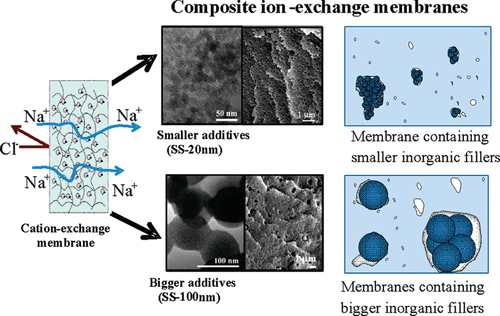 Composite ion-exchange membranes
Na⁺
Na⁺
Cl⁻
Na⁺
Na⁺
Cation-exchange
membrane
50 nm
1 µm
Smaller additives
(SS-20nm)
Membrane containing
smaller inorganic fillers
100 nm
1 µm
Bigger additives
(SS-100nm)
Membranes containing
bigger inorganic fillers